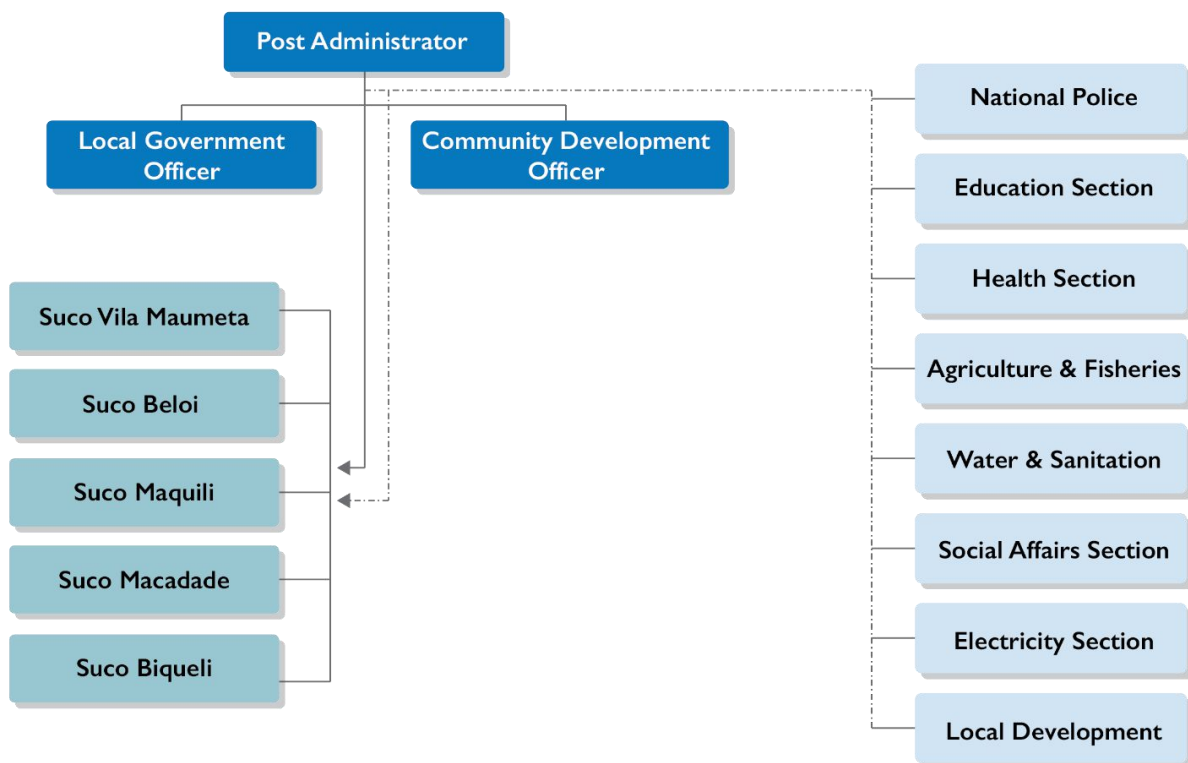 Post Administrator
Local Government
Officer
Community Development
Officer
Suco Vila Maumeta
Suco Beloi
Suco Maquili
Suco Macadade
Suco Biqueli
National Police
Education Section
Health Section
Agriculture & Fisheries
Water & Sanitation
Social Affairs Section
Electricity Section
Local Development